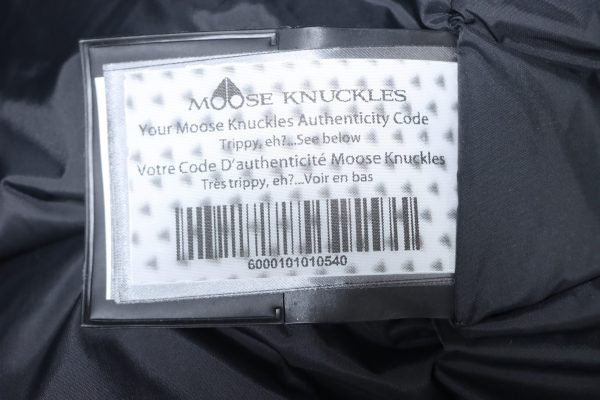 MOOSE KNUCKLES
Your Moose Knuckles Authenticity Code
Trippy, eh?...See below
Votre Code D'authenticité Moose Knuckles
Très trippy, eh?...Voir en bas
6000101010540